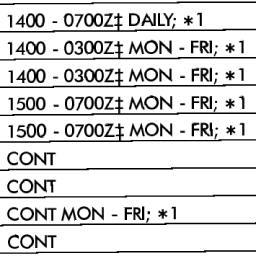 1400 - 0700Z‡ DAILY; *1
1400 - 0300Z‡ MON - FRI; *1
1400 - 0300Z‡ MON - FRI; *1
1500 - 0700Z‡ MON - FRI; *1
1500 - 0700Z‡ MON - FRI; *1
CONT
CONT
CONT MON - FRI; *1
CONT